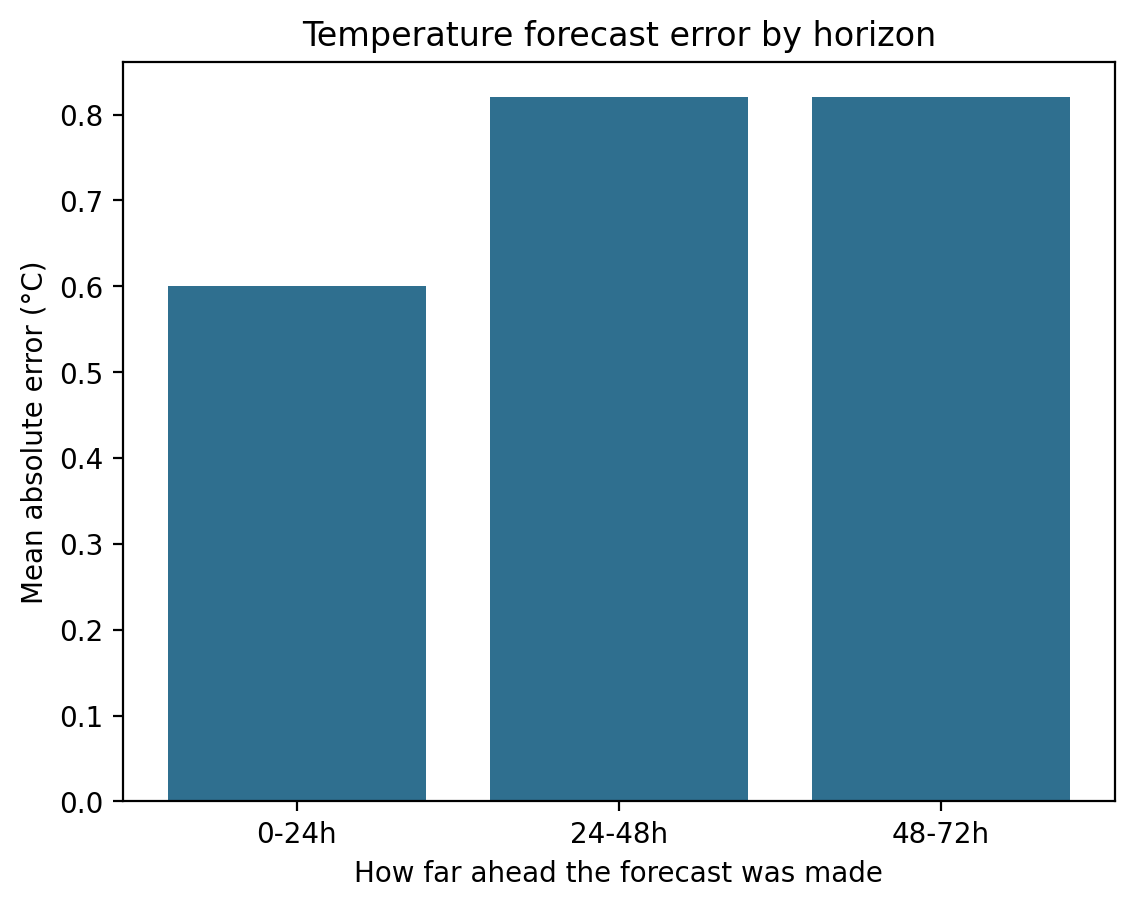 Temperature forecast error by horizon
Mean absolute error (°C)
0.8
0.7
0.6
0.5
0.4
0.3
0.2
0.1
0.0
0-24h
24-48h
48-72h
How far ahead the forecast was made